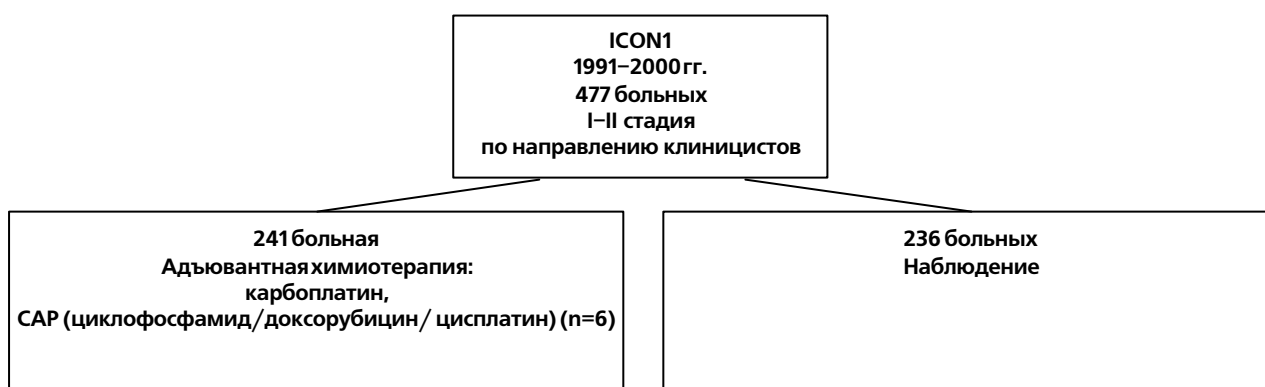 ICON1
1991–2000 гг.
477 больных
I–II стадия
по направлению клиницистов
241 больная
Адъювантная химиотерапия:
карбоплатин,
CAP (циклофосфамид/доксорубицин/ цисплатин) (n=6)
236 больных
Наблюдение